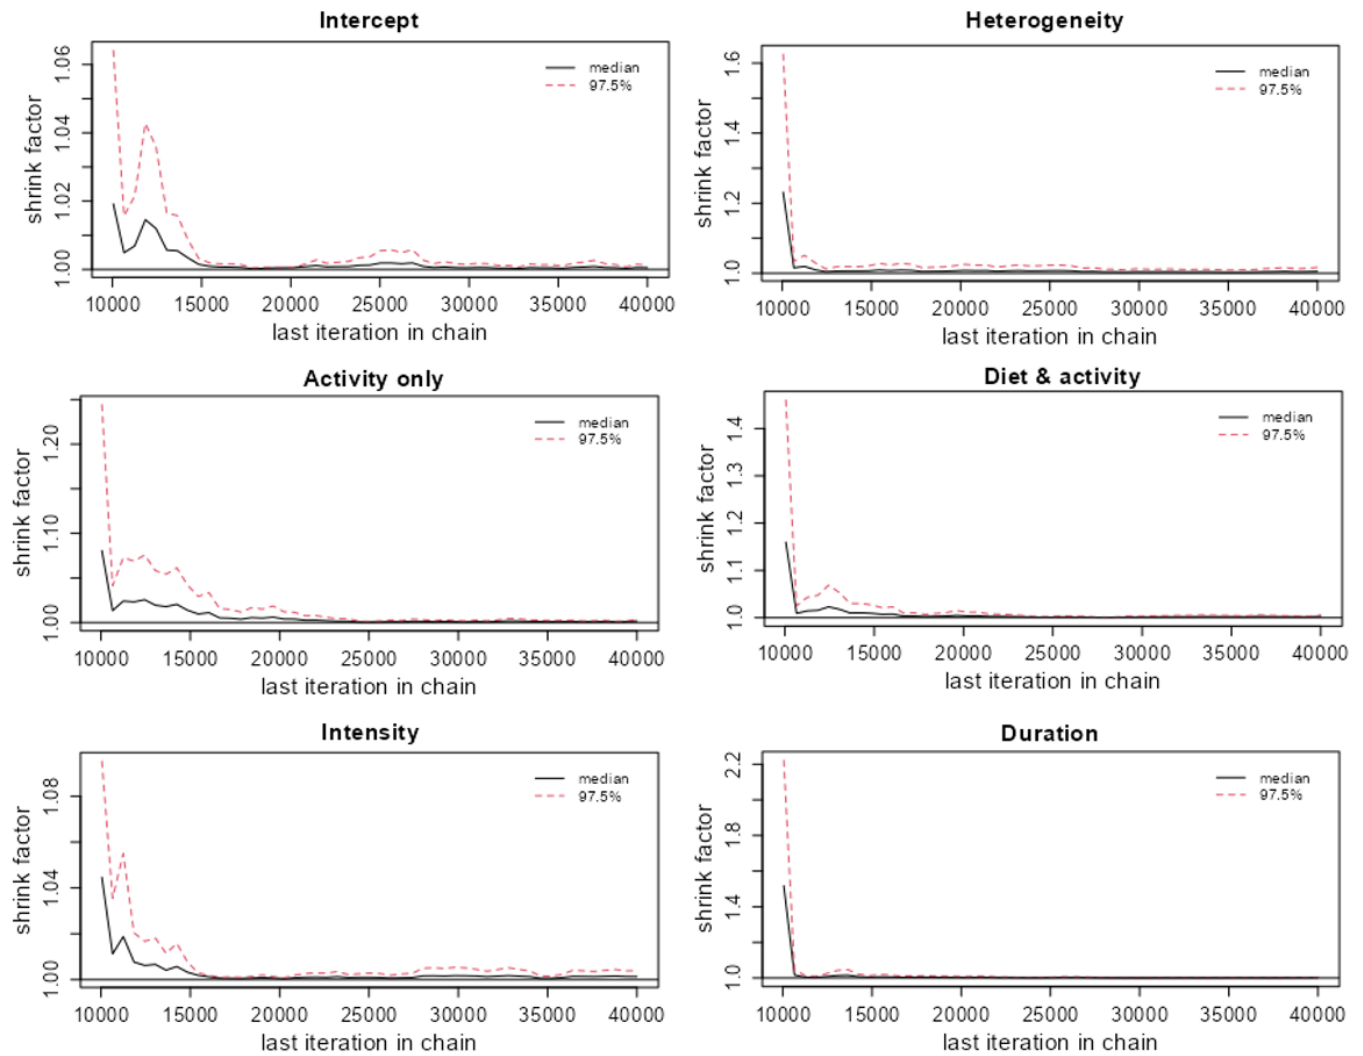 Intercept
shrink factor
1.00 1.02 1.04 1.06
median
97.5%
10000 15000 20000 25000 30000 35000 40000
last iteration in chain
Heterogeneity
shrink factor
1.0 1.2 1.4 1.6
median
97.5%
10000 15000 20000 25000 30000 35000 40000
last iteration in chain
Activity only
shrink factor
1.00 1.10 1.20
median
97.5%
10000 15000 20000 25000 30000 35000 40000
last iteration in chain
Diet & activity
shrink factor
1.0 1.1 1.2 1.3 1.4
median
97.5%
10000 15000 20000 25000 30000 35000 40000
last iteration in chain
Intensity
shrink factor
1.00 1.04 1.08
median
97.5%
10000 15000 20000 25000 30000 35000 40000
last iteration in chain
Duration
shrink factor
1.0 1.4 1.8 2.2
median
97.5%
10000 15000 20000 25000 30000 35000 40000
last iteration in chain